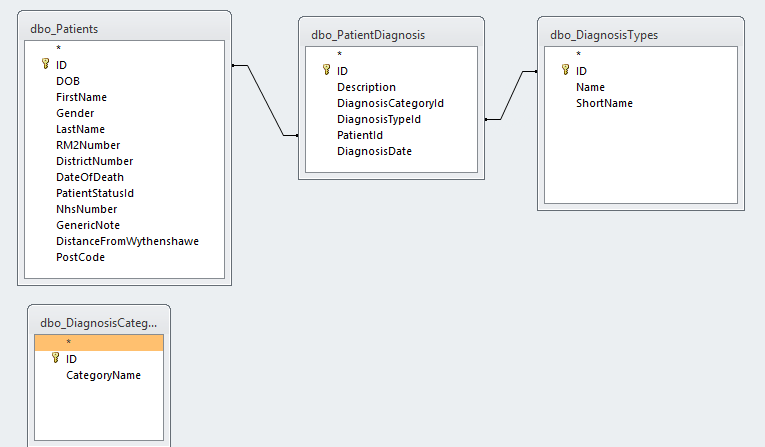 dbo_Patients
*
ID
DOB
FirstName
Gender
LastName
RM2Number
DistrictNumber
DateOfDeath
PatientStatusId
NhsNumber
GenericNote
DistanceFromWythenshawe
PostCode
dbo_PatientDiagnosis
*
ID
Description
DiagnosisCategoryId
DiagnosisTypeId
PatientId
DiagnosisDate
dbo_DiagnosisTypes
*
ID
Name
ShortName
dbo_DiagnosisCateg...
*
ID
CategoryName